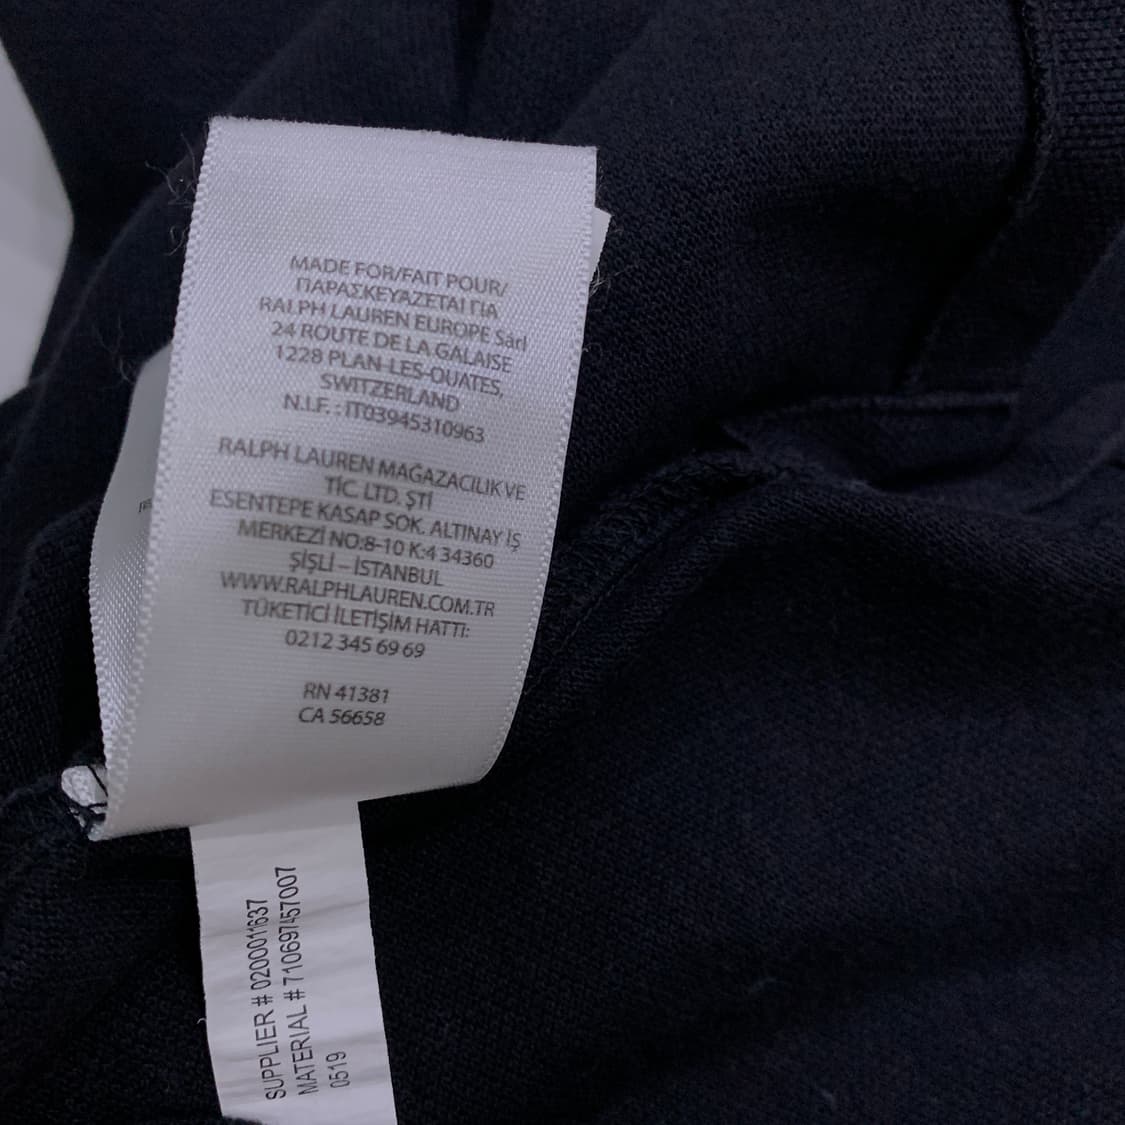 MADE FOR/FAIT POUR/
ΠΑΡΑΣΚΕΥΑΖΕΤΑΙ ΓΙΑ
RALPH LAUREN EUROPE Sàrl
24 ROUTE DE LA GALAISE
1228 PLAN-LES-OUATES,
SWITZERLAND
N.I.F. : IT03945310963
RALPH LAUREN MAĞAZACILIK VE
TİC. LTD. ŞTİ
ESENTEPE KASAP SOK. ALTINAY İŞ
MERKEZİ NO:8-10 K:4 34360
ŞİŞLİ – İSTANBUL
WWW.RALPHLAUREN.COM.TR
TÜKETİCİ İLETİŞİM HATTI:
0212 345 69 69
RN 41381
CA 56658
SUPPLIER # 0200011637
MATERIAL # 710697457007
0519